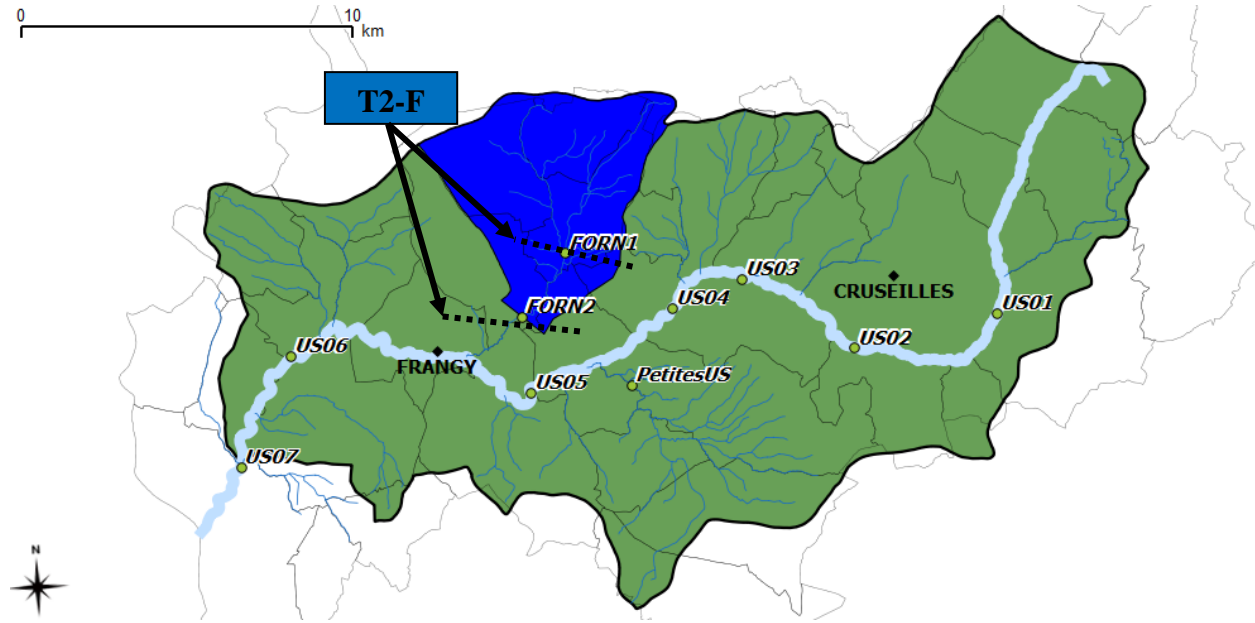 0 10
km
T2-F
FORN1
US03
CRUSEILLES
US04
US01
FORN2
US02
US06
FRANGY
US05
PetitesUS
US07
N